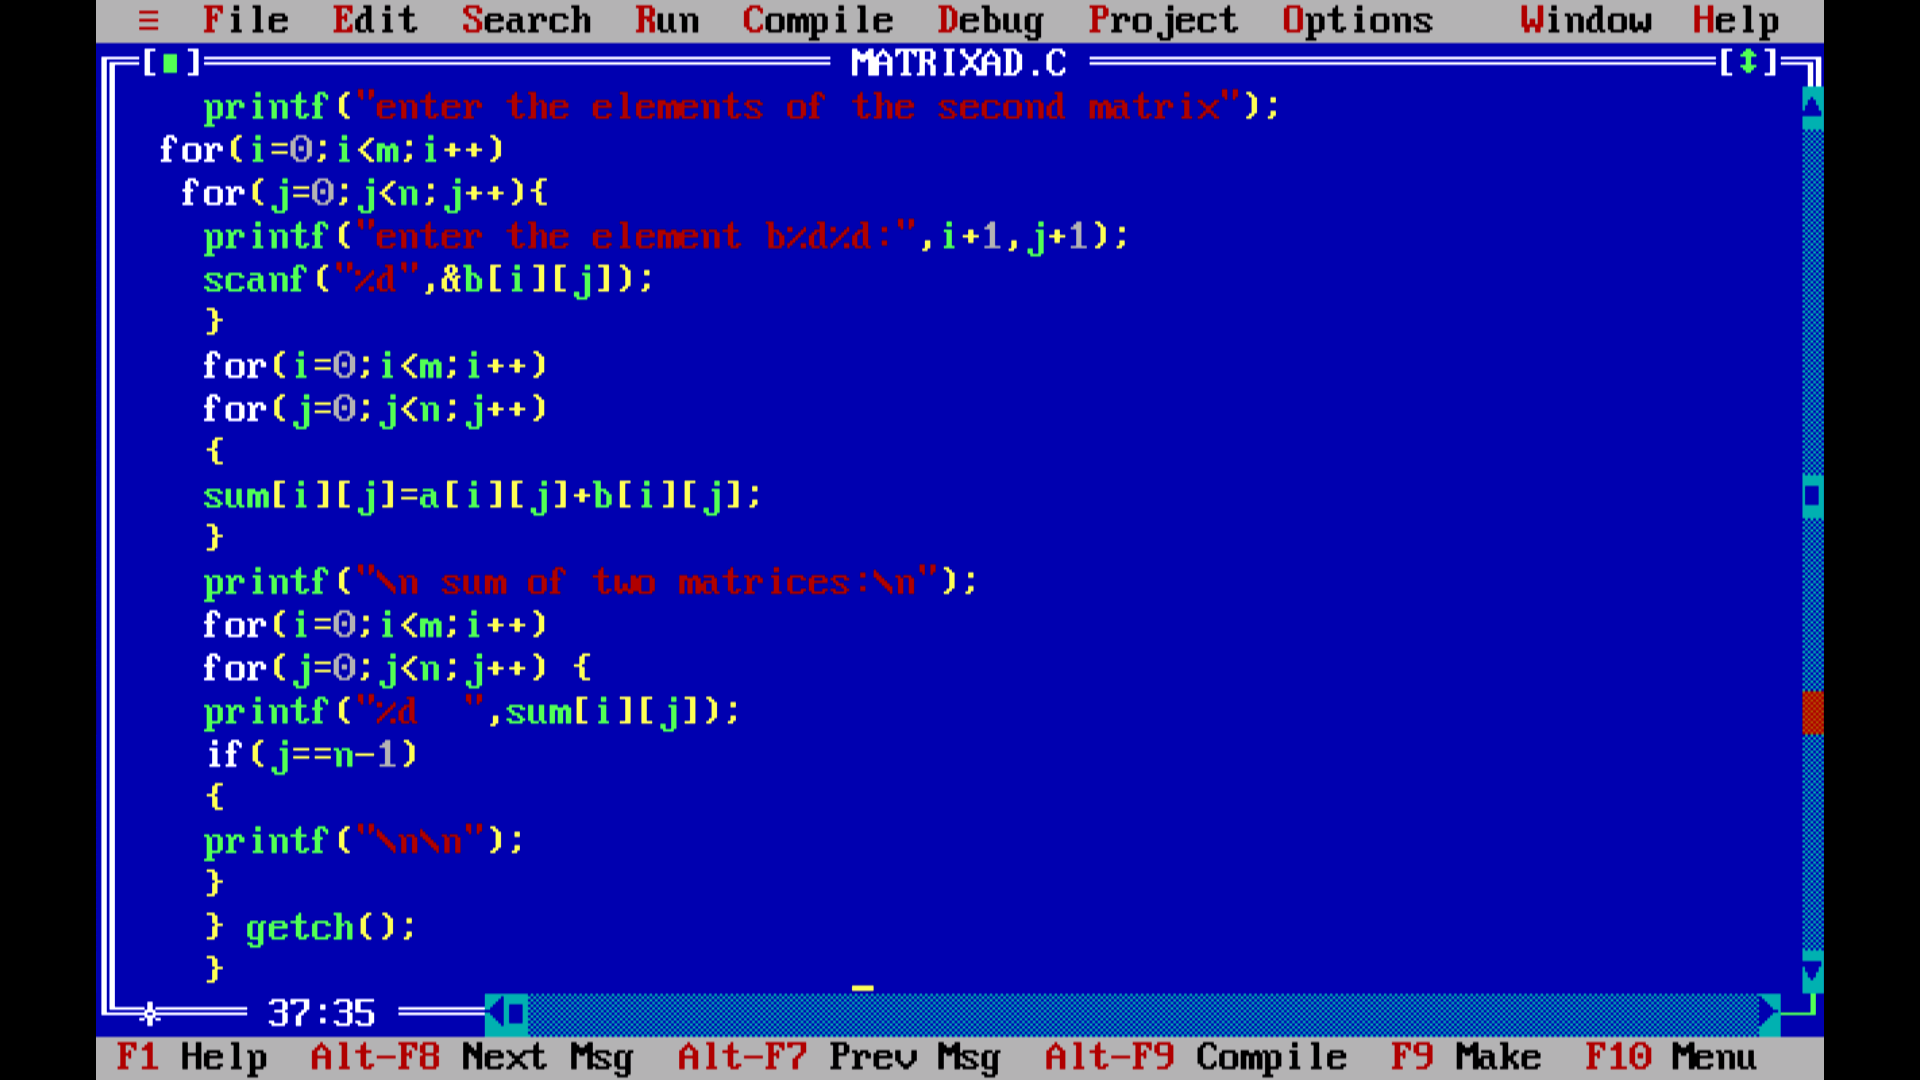 ≡ File Edit Search Run Compile Debug Project Options Window Help
[■] MATRIXAD.C [↕]
printf("enter the elements of the second matrix");
for(i=0;i<m;i++)
for(j=0;j<n;j++){
printf("enter the element b%d%d:",i+1,j+1);
scanf("%d",&b[i][j]);
}
for(i=0;i<m;i++)
for(j=0;j<n;j++)
{
sum[i][j]=a[i][j]+b[i][j];
}
printf("\n sum of two matrices:\n");
for(i=0;i<m;i++)
for(j=0;j<n;j++) {
printf("%d  ",sum[i][j]);
if(j==n-1)
{
printf("\n\n");
}
} getch();
}
37:35
F1 Help Alt-F8 Next Msg Alt-F7 Prev Msg Alt-F9 Compile F9 Make F10 Menu